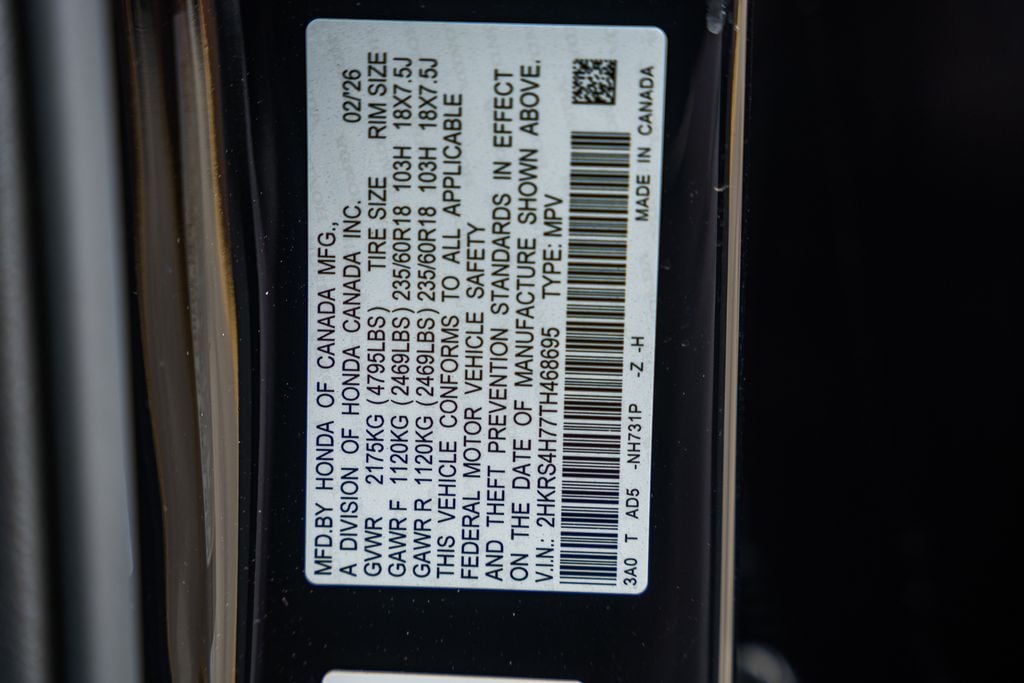 MFD.BY HONDA OF CANADA MFG.,
A DIVISION OF HONDA CANADA INC. 02/'26
GVWR 2175KG (4795LBS) TIRE SIZE RIM SIZE
GAWR F 1120KG (2469LBS) 235/60R18 103H 18X7.5J
GAWR R 1120KG (2469LBS) 235/60R18 103H 18X7.5J
THIS VEHICLE CONFORMS TO ALL APPLICABLE
FEDERAL MOTOR VEHICLE SAFETY
AND THEFT PREVENTION STANDARDS IN EFFECT
ON THE DATE OF MANUFACTURE SHOWN ABOVE.
V.I.N.: 2HKRS4H77TH468695 TYPE: MPV
3A0 T AD5 -NH731P -Z -H MADE IN CANADA